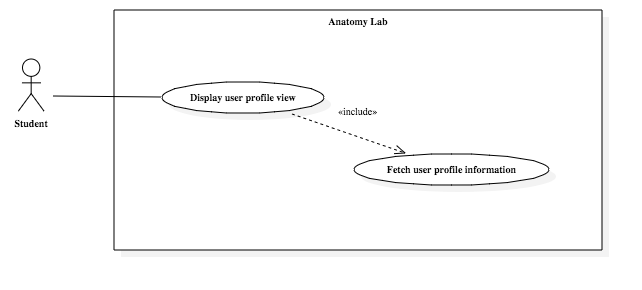 Anatomy Lab
Display user profile view
«include»
Student
Fetch user profile information